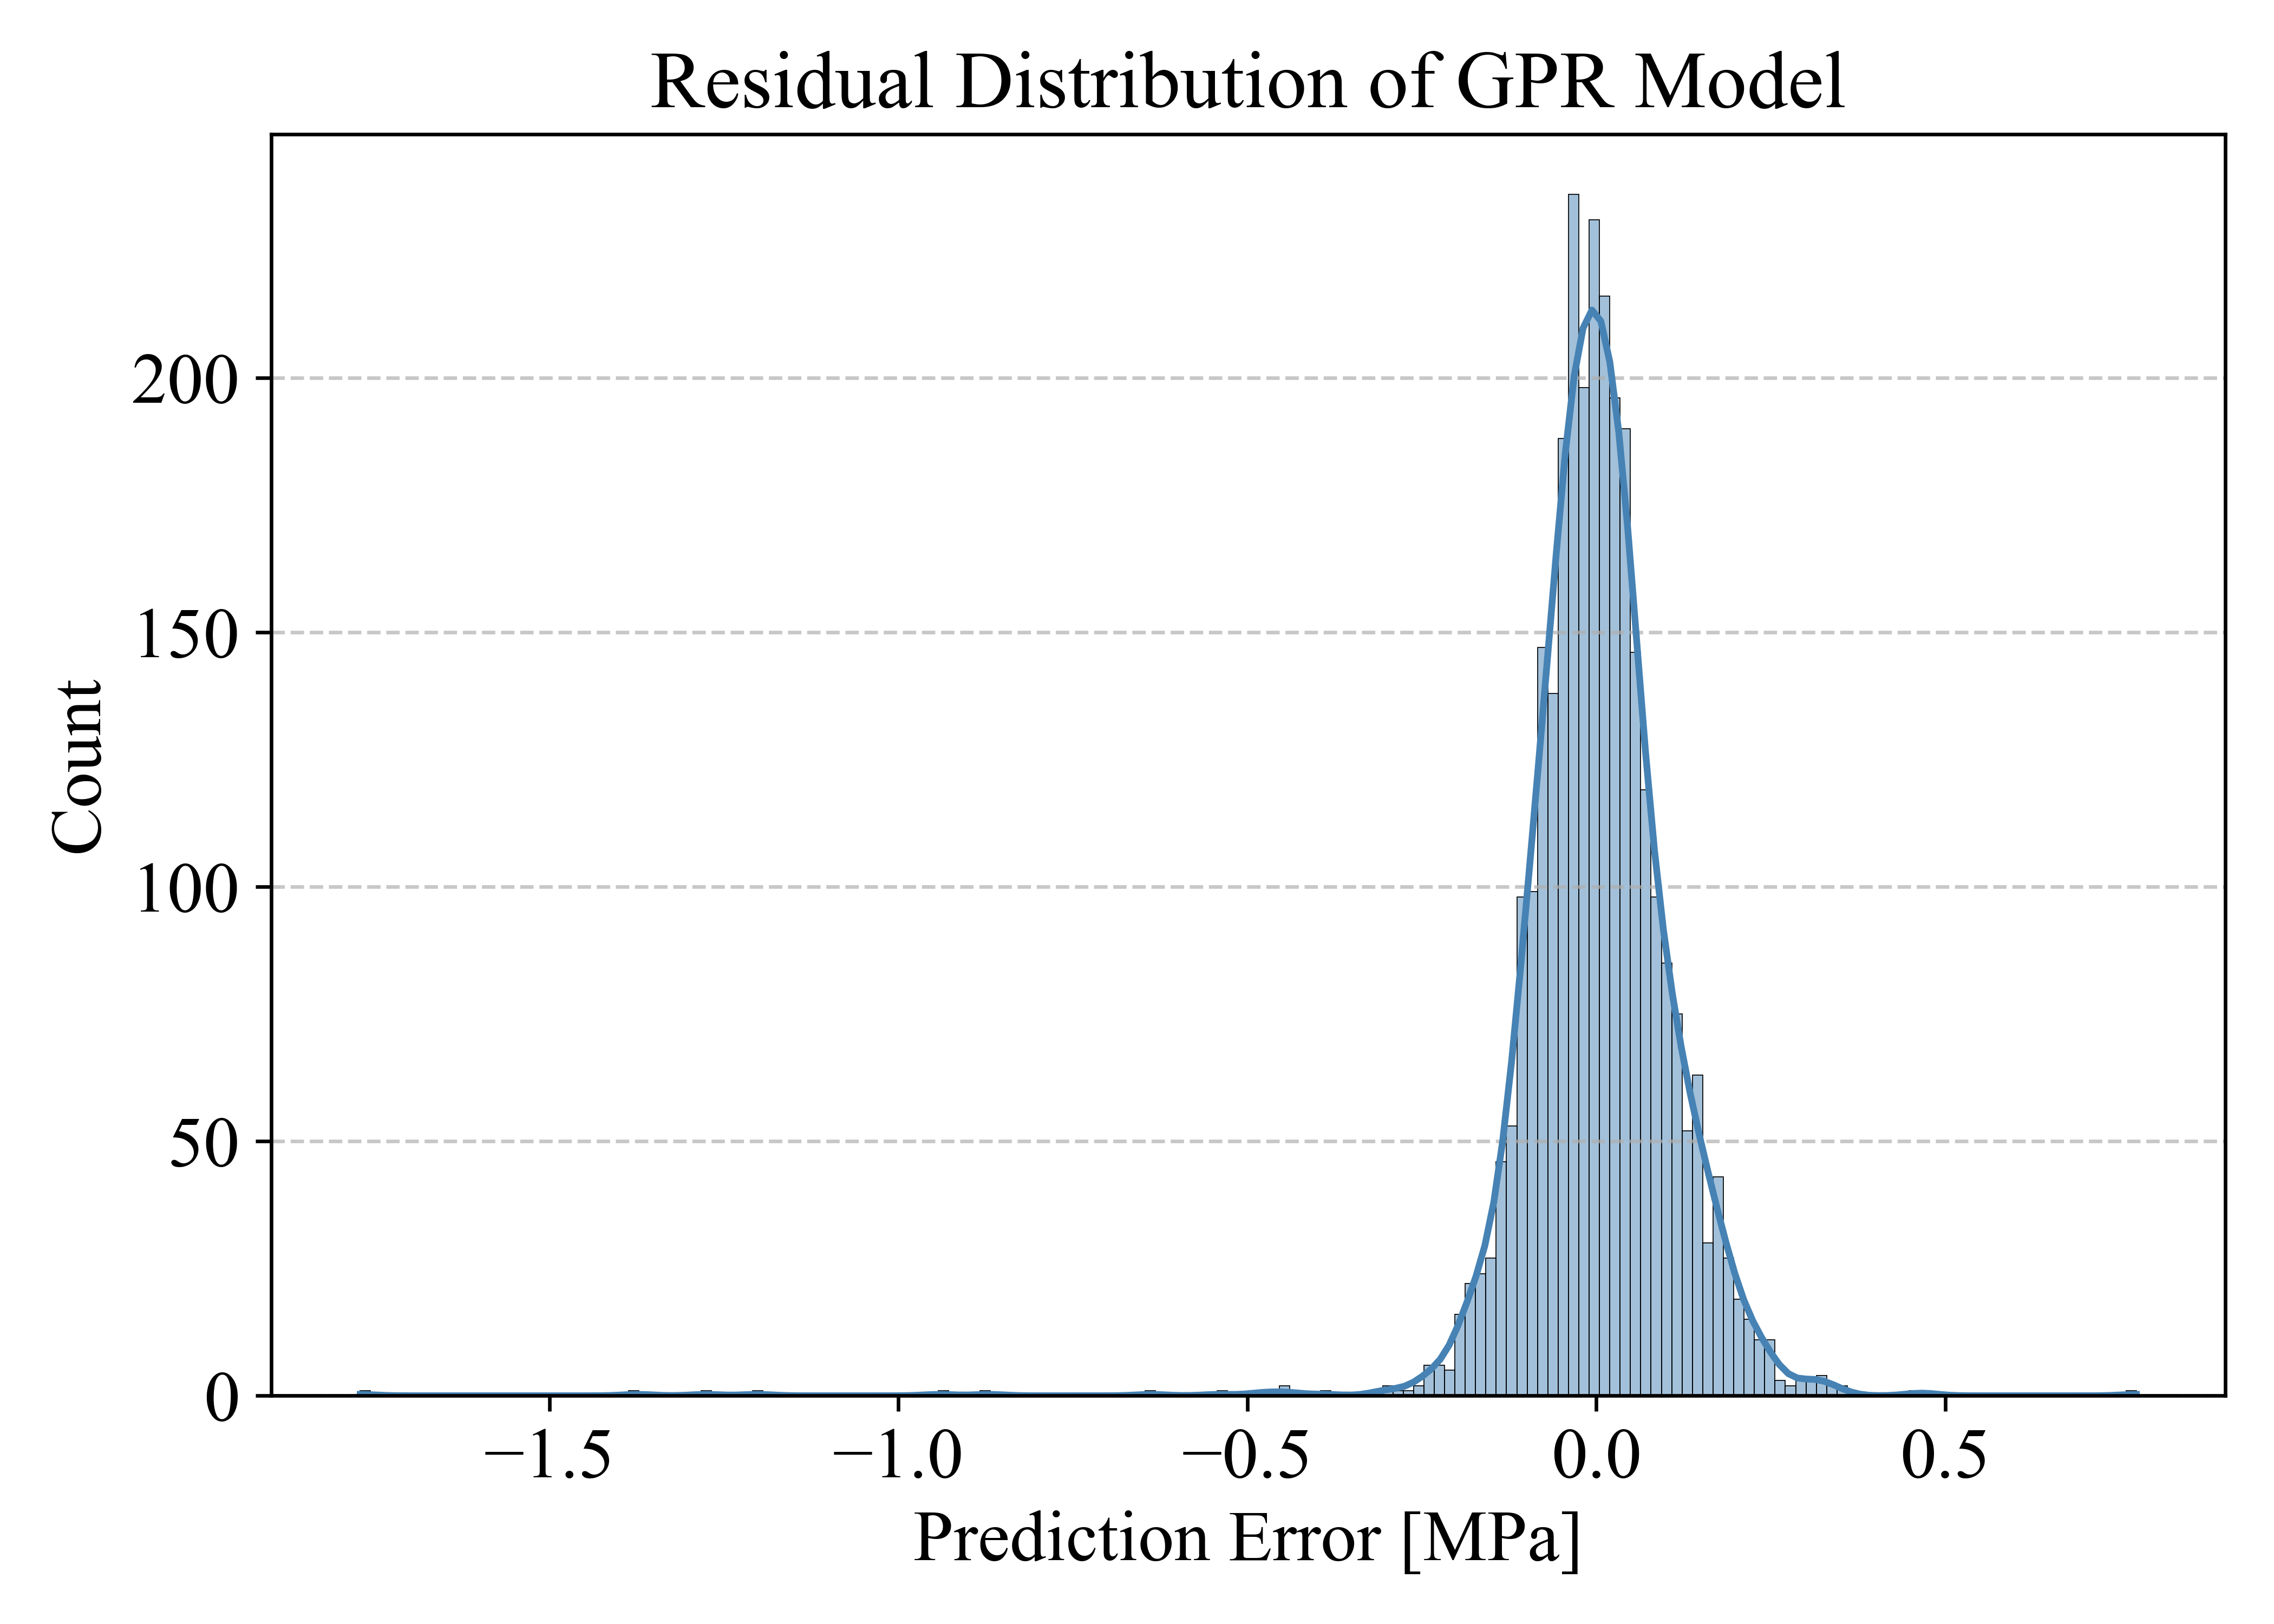 Residual Distribution of GPR Model
200
150
100
50
0
Count
−1.5 −1.0 −0.5 0.0 0.5
Prediction Error [MPa]